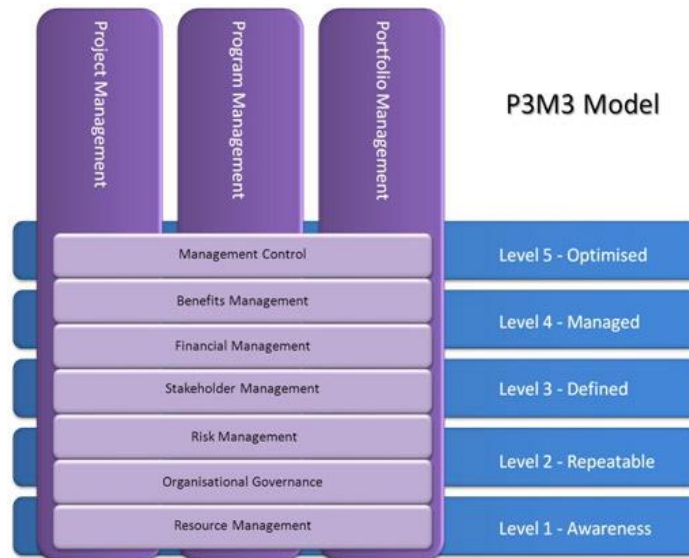 Project Management
Program Management
Portfolio Management
P3M3 Model
Management Control
Level 5 - Optimised
Benefits Management
Level 4 - Managed
Financial Management
Stakeholder Management
Level 3 - Defined
Risk Management
Level 2 - Repeatable
Organisational Governance
Resource Management
Level 1 - Awareness